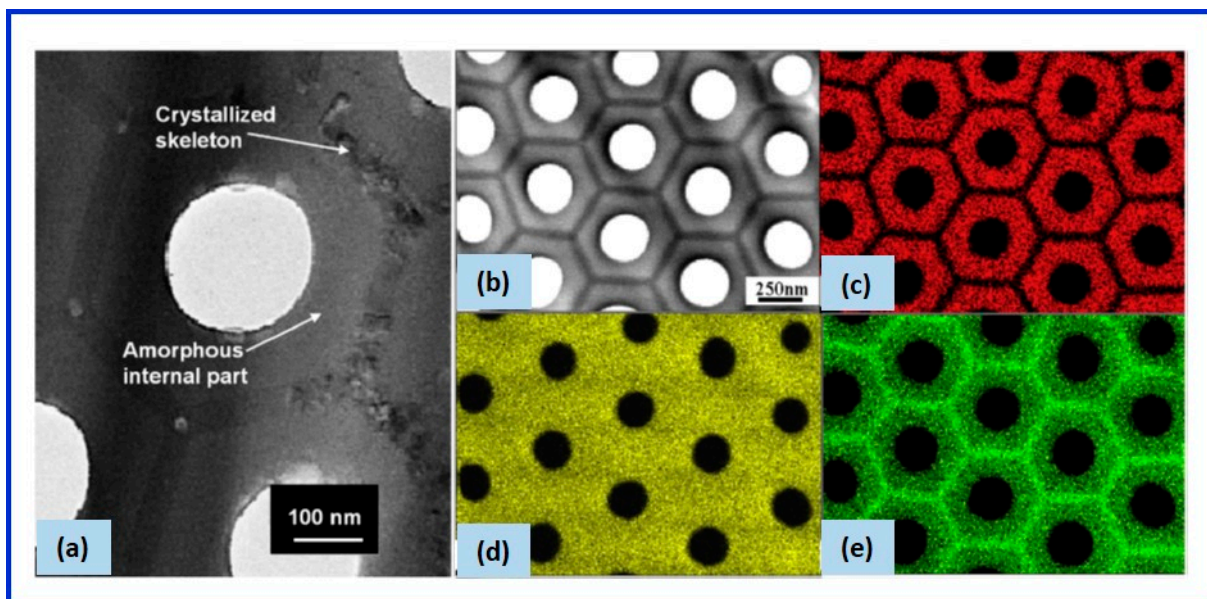 Crystallized
skeleton
Amorphous
internal part
100 nm
(a)
(b)
250nm
(c)
(d)
(e)